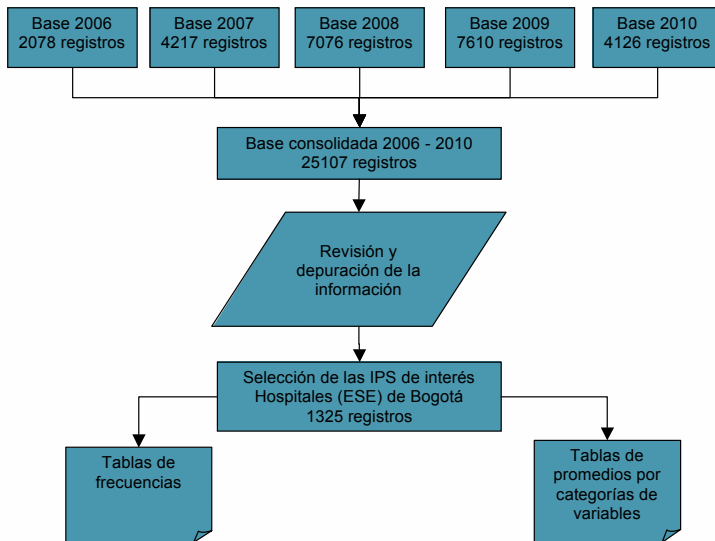 Base 2006
2078 registros
Base 2007
4217 registros
Base 2008
7076 registros
Base 2009
7610 registros
Base 2010
4126 registros
Base consolidada 2006 - 2010
25107 registros
Revisión y
depuración de la
información
Selección de las IPS de interés
Hospitales (ESE) de Bogotá
1325 registros
Tablas de
frecuencias
Tablas de
promedios por
categorías de
variables